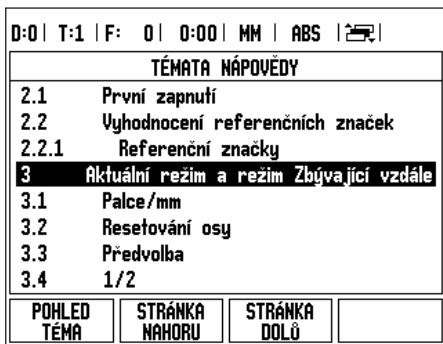 D:0 | T:1 | F: 0 | 0:00 | MM | ABS |
TÉMATA NÁPOVĚDY
2.1 První zapnutí
2.2 Vyhodnocení referenčních značek
2.2.1 Referenční značky
3 Aktuální režim a režim Zbývající vzdále
3.1 Palce/mm
3.2 Resetování osy
3.3 Předvolba
3.4 1/2
POHLED TÉMA
STRÁNKA NAHORU
STRÁNKA DOLŮ